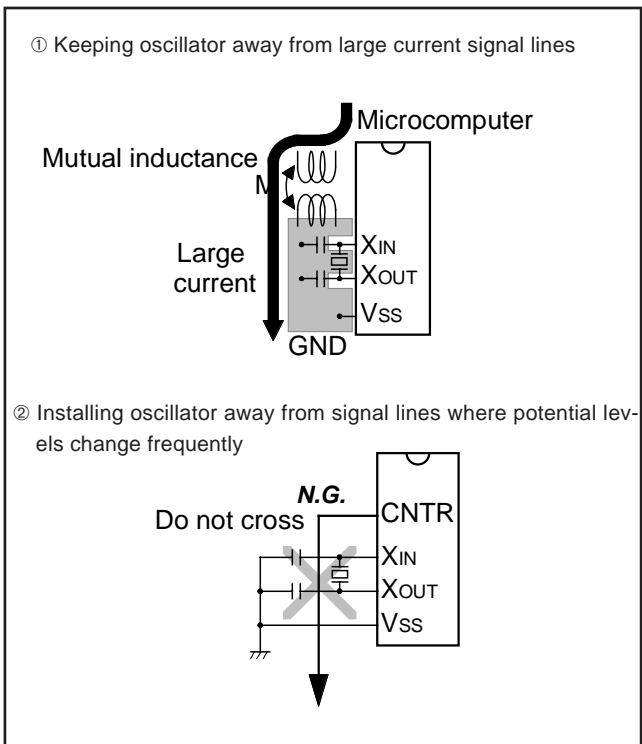 ① Keeping oscillator away from large current signal lines
Microcomputer
Mutual inductance
M
Large
current
XIN
XOUT
VSS
GND
② Installing oscillator away from signal lines where potential lev-
els change frequently
N.G.
Do not cross
CNTR
XIN
XOUT
VSS